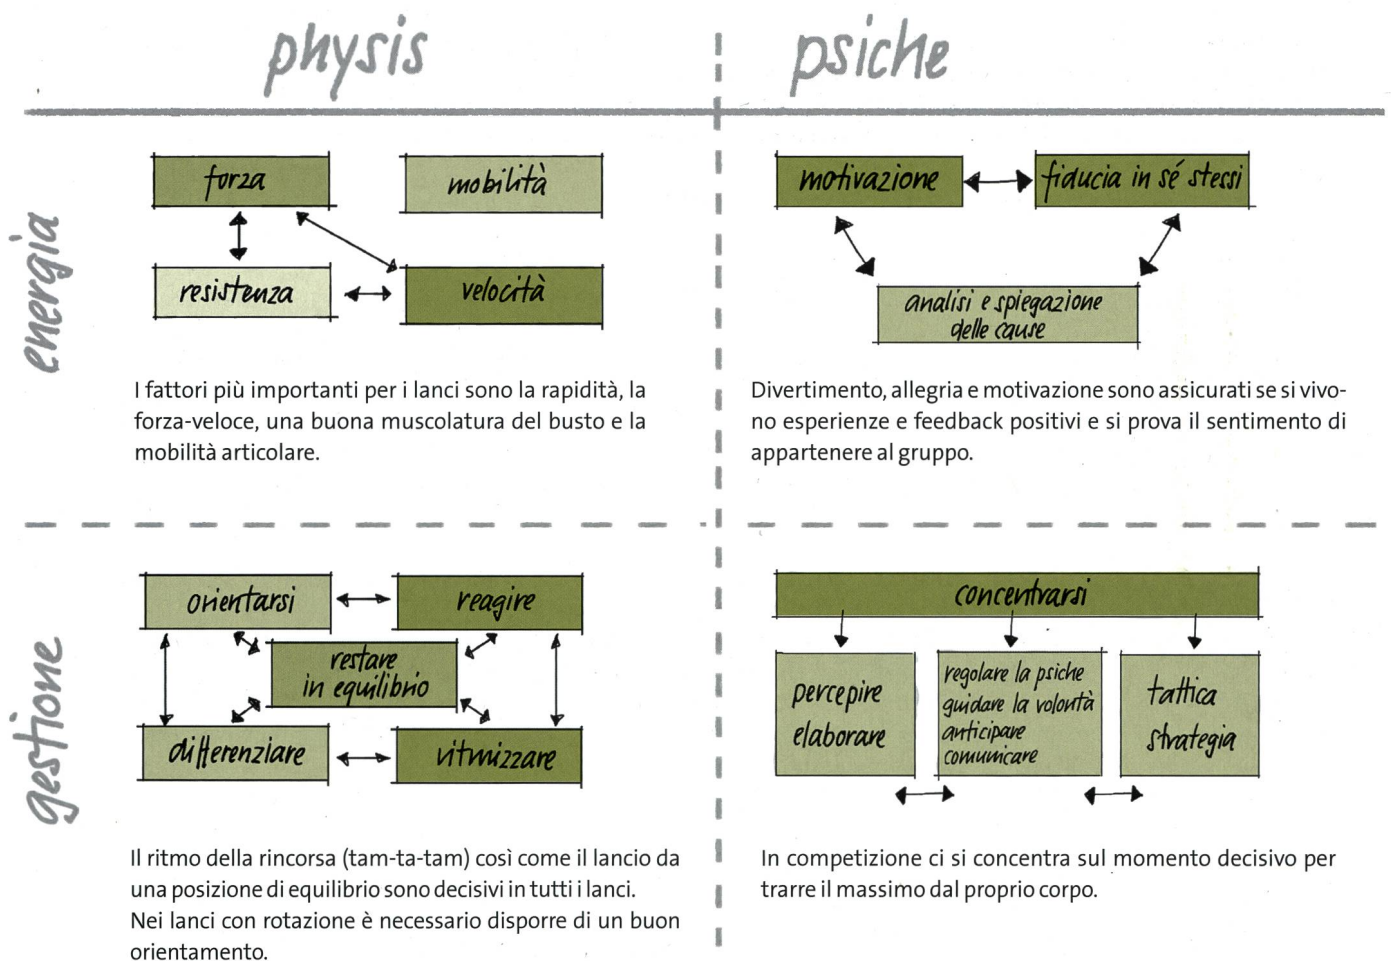 physis
psiche
energia
forza
mobilità
resistenza
velocità
I fattori più importanti per i lanci sono la rapidità, la
forza-veloce, una buona muscolatura del busto e la
mobilità articolare.
motivazione
fiducia in sé stessi
analisi e spiegazione
delle cause
Divertimento, allegria e motivazione sono assicurati se si vivo-
no esperienze e feedback positivi e si prova il sentimento di
appartenere al gruppo.
gestione
orientarsi
reagire
restare
in equilibrio
differenziare
ritmizzare
Il ritmo della rincorsa (tam-ta-tam) così come il lancio da
una posizione di equilibrio sono decisivi in tutti i lanci.
Nei lanci con rotazione è necessario disporre di un buon
orientamento.
concentrarsi
percepire
elaborare
regolare la psiche
guidare la volontà
anticipare
comunicare
tattica
strategia
In competizione ci si concentra sul momento decisivo per
trarre il massimo dal proprio corpo.